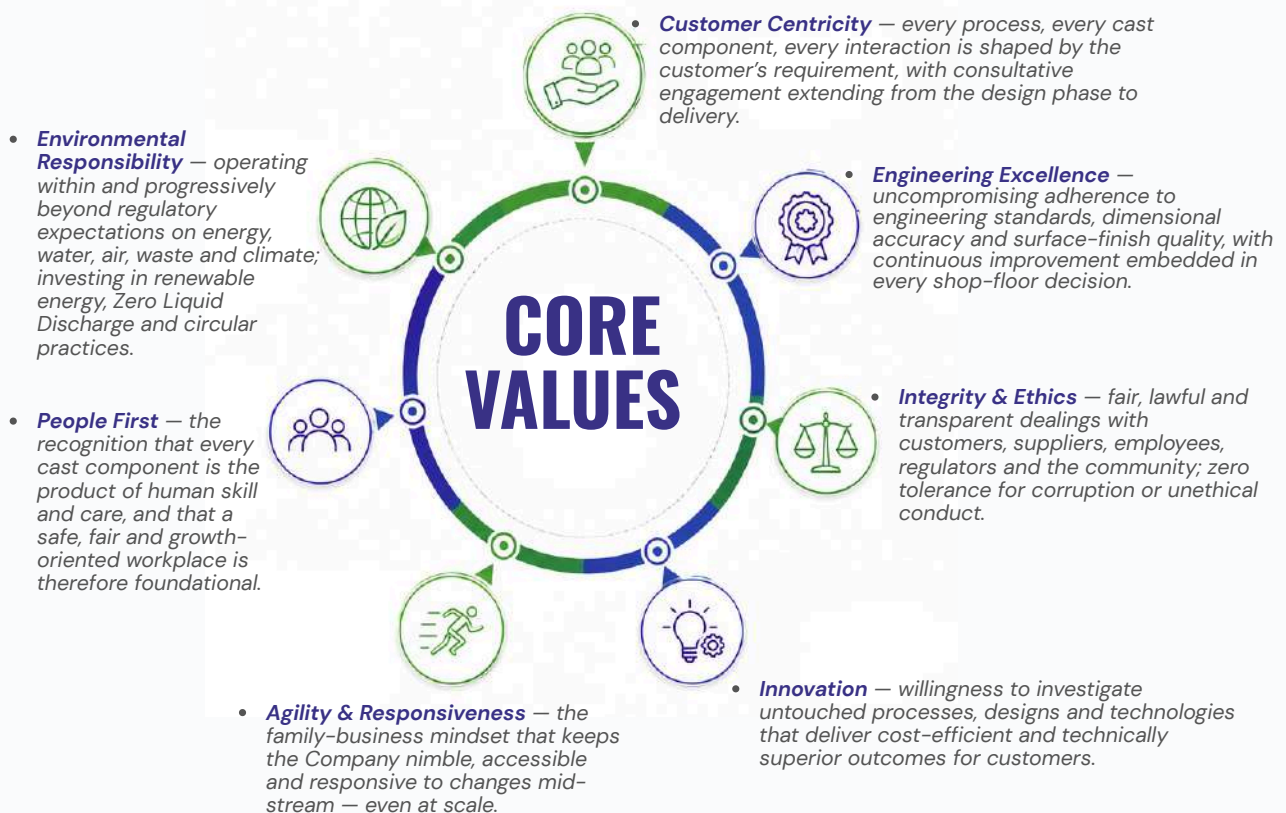 • Customer Centricity — every process, every cast
component, every interaction is shaped by the
customer's requirement, with consultative
engagement extending from the design phase to
delivery.
• Engineering Excellence —
uncompromising adherence to
engineering standards, dimensional
accuracy and surface-finish quality, with
continuous improvement embedded in
every shop-floor decision.
• Integrity & Ethics — fair, lawful and
transparent dealings with
customers, suppliers, employees,
regulators and the community; zero
tolerance for corruption or unethical
conduct.
• Innovation — willingness to investigate
untouched processes, designs and technologies
that deliver cost-efficient and technically
superior outcomes for customers.
• Agility & Responsiveness — the
family-business mindset that keeps
the Company nimble, accessible
and responsive to changes mid-
stream — even at scale.
• People First — the
recognition that every
cast component is the
product of human skill
and care, and that a
safe, fair and growth-
oriented workplace is
therefore foundational.
• Environmental
Responsibility — operating
within and progressively
beyond regulatory
expectations on energy,
water, air, waste and climate;
investing in renewable
energy, Zero Liquid
Discharge and circular
practices.
CORE
VALUES